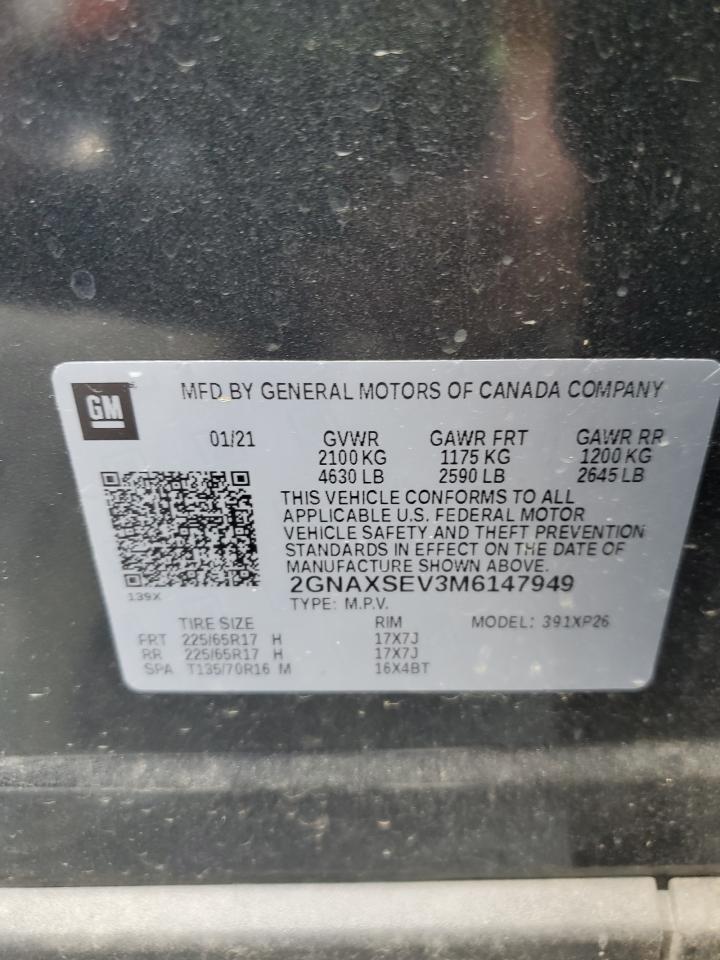 GM
MFD BY GENERAL MOTORS OF CANADA COMPANY
01/21 GVWR GAWR FRT GAWR RR
2100 KG 1175 KG 1200 KG
4630 LB 2590 LB 2645 LB
THIS VEHICLE CONFORMS TO ALL
APPLICABLE U.S. FEDERAL MOTOR
VEHICLE SAFETY AND THEFT PREVENTION
STANDARDS IN EFFECT ON THE DATE OF
MANUFACTURE SHOWN ABOVE.
2GNAXSEV3M6147949
139X
TYPE: M.P.V.
TIRE SIZE RIM MODEL: 391XP26
FRT 225/65R17 H 17X7J
RR 225/65R17 H 17X7J
SPA T135/70R16 M 16X4BT